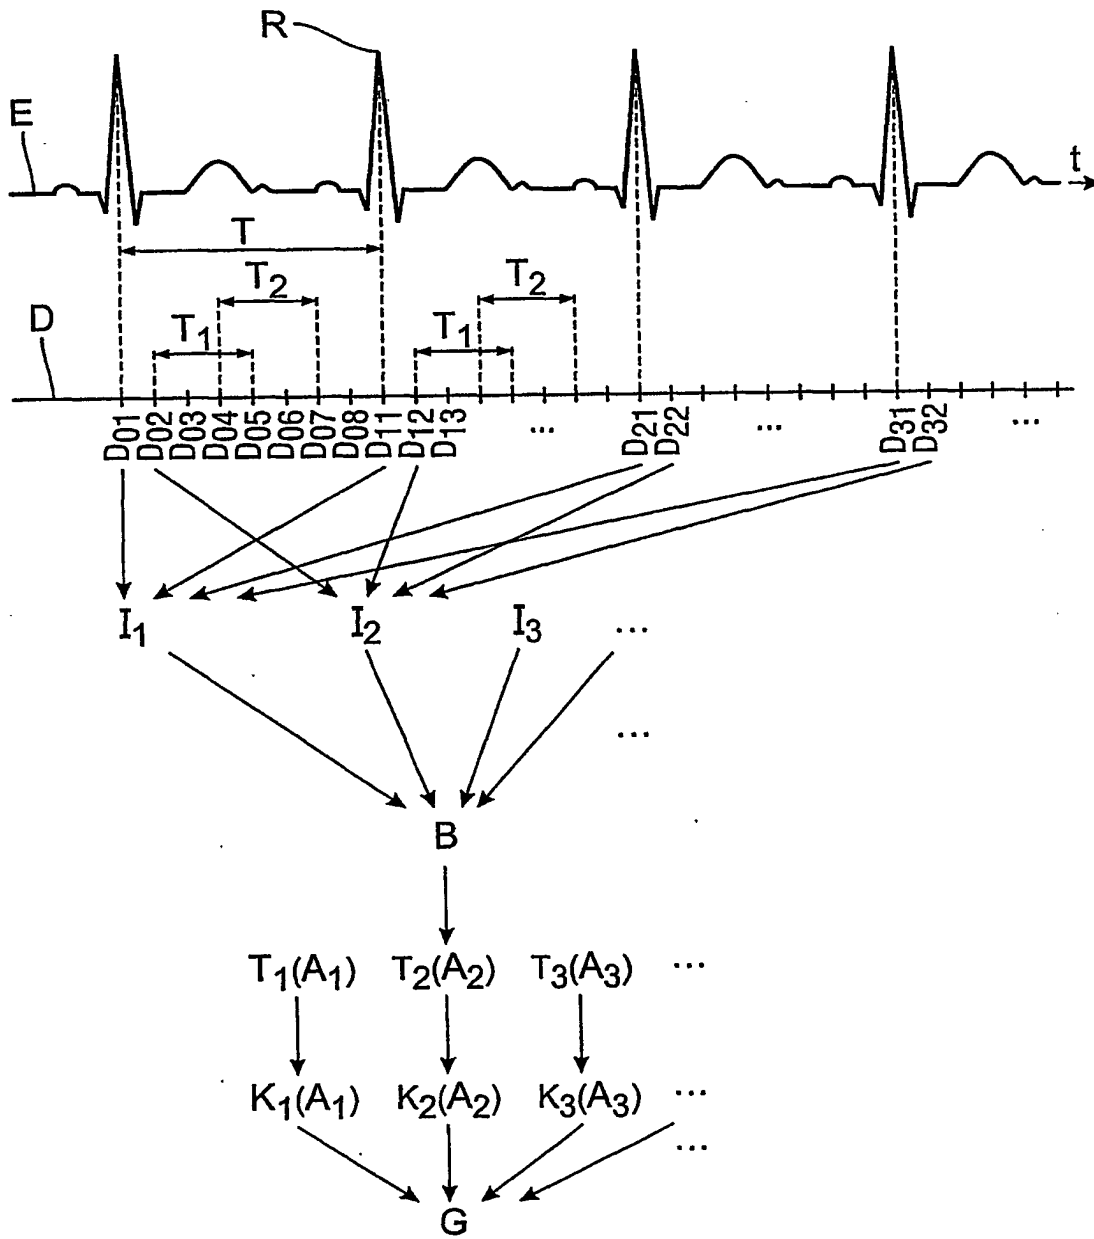 R
E
t
T
T2
T2
D
T1
T1
D01 D02 D03 D04 D05 D06 D07 D08 D11 D12 D13 ... D21 D22 ... D31 D32 ...
I1 I2 I3 ...
...
B
T1(A1) T2(A2) T3(A3) ...
K1(A1) K2(A2) K3(A3) ...
...
G